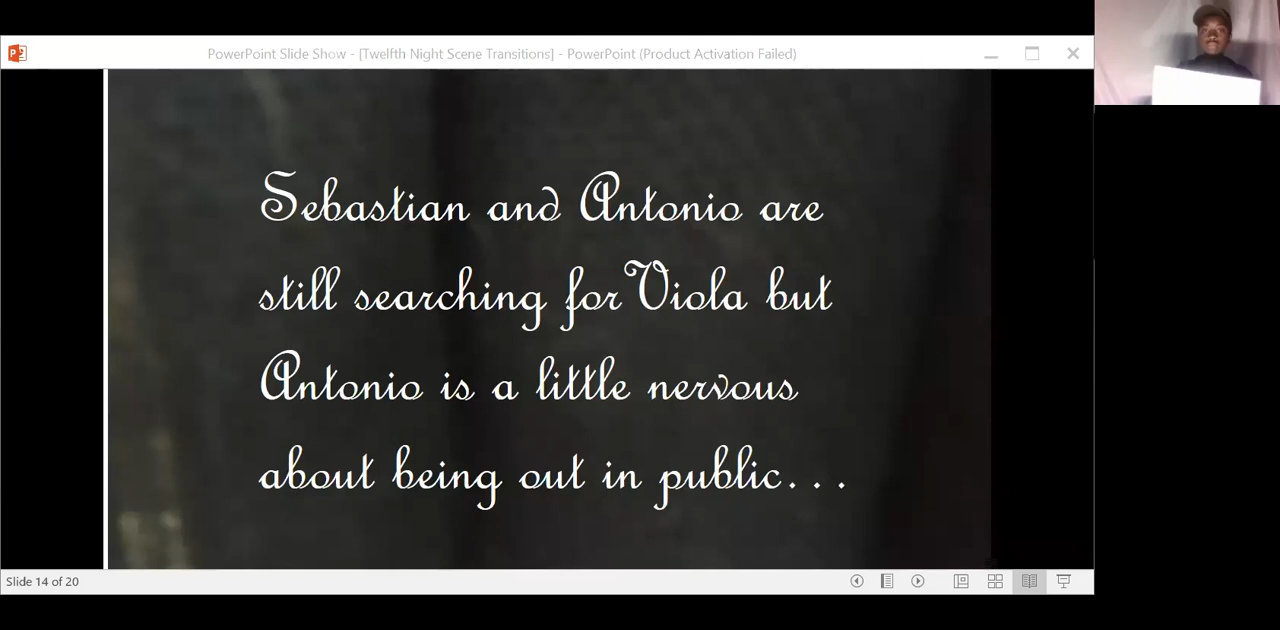 PowerPoint Slide Show - [Twelfth Night Scene Transitions] - PowerPoint (Product Activation Failed)
Sebastian and Antonio are
still searching for Viola but
Antonio is a little nervous
about being out in public...
Slide 14 of 20